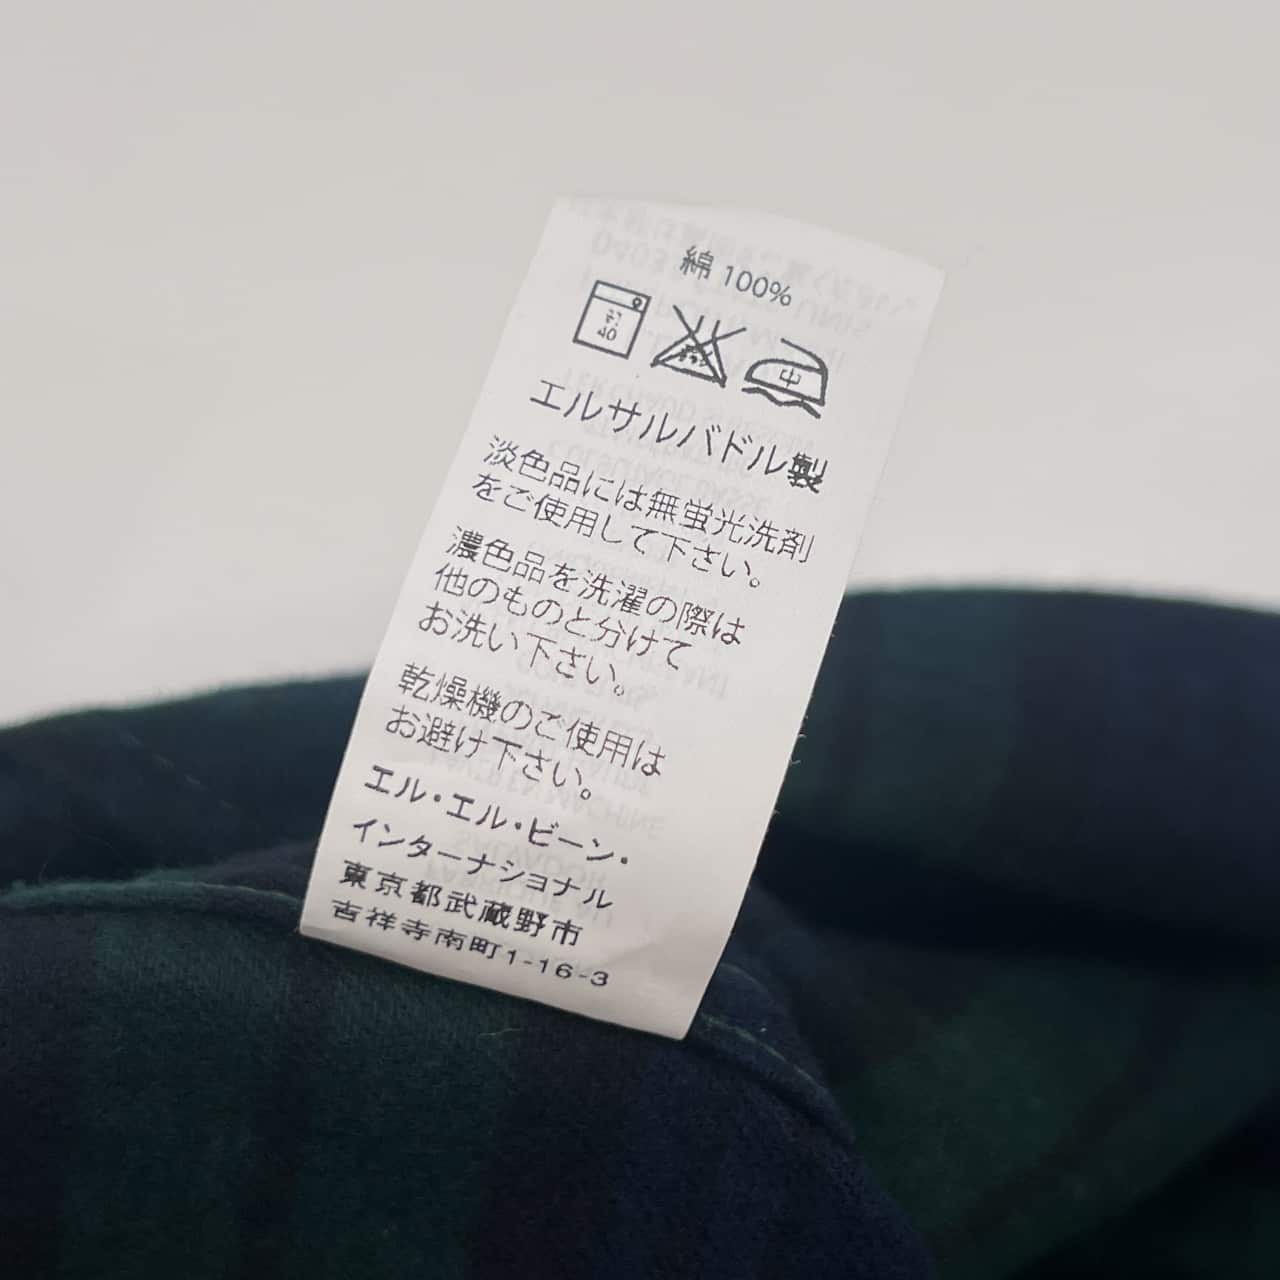 綿 100%
40
中
エルサルバドル製
淡色品には無蛍光洗剤
をご使用して下さい。
濃色品を洗濯の際は
他のものと分けて
お洗い下さい。
乾燥機のご使用は
お避け下さい。
エル・エル・ビーン・
インターナショナル
東京都武蔵野市
吉祥寺南町1-16-3